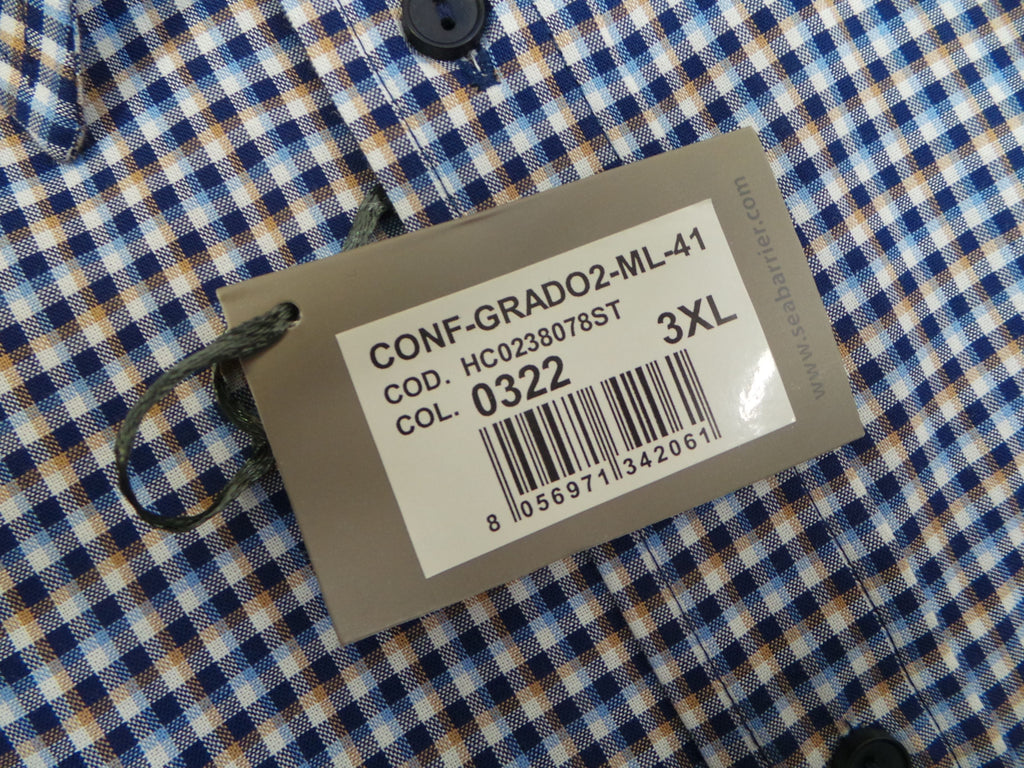 CONF-GRADO2-ML-41
COD. HC0238078ST
COL. 0322 3XL
8 056971 342061
www.seabarrier.com